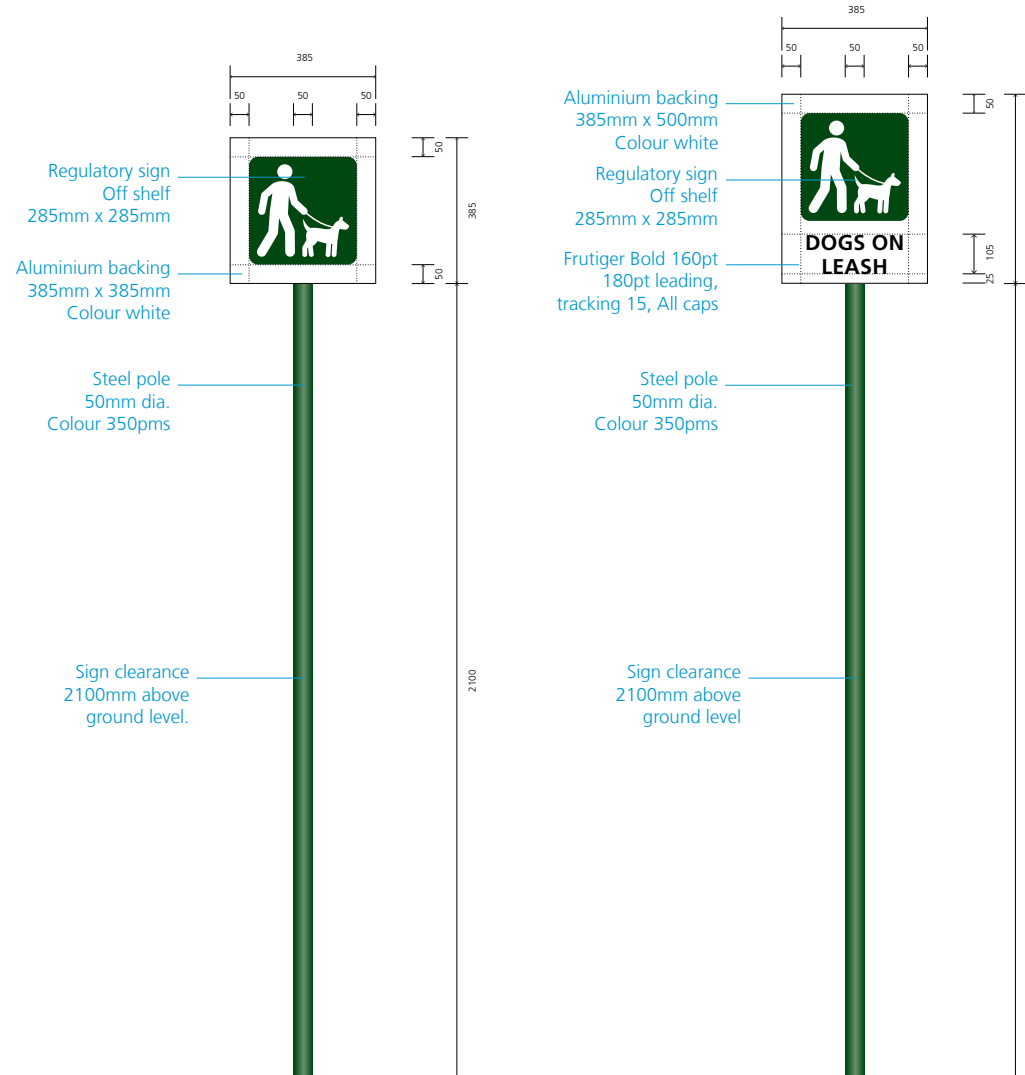 385
50 50 50
Regulatory sign
Off shelf
285mm x 285mm
Aluminium backing
385mm x 385mm
Colour white
50
385
50
Steel pole
50mm dia.
Colour 350pms
Sign clearance
2100mm above
ground level.
2100
385
50 50 50
Aluminium backing
385mm x 500mm
Colour white
Regulatory sign
Off shelf
285mm x 285mm
Frutiger Bold 160pt
180pt leading,
tracking 15, All caps
DOGS ON
LEASH
50
105
25
Steel pole
50mm dia.
Colour 350pms
Sign clearance
2100mm above
ground level